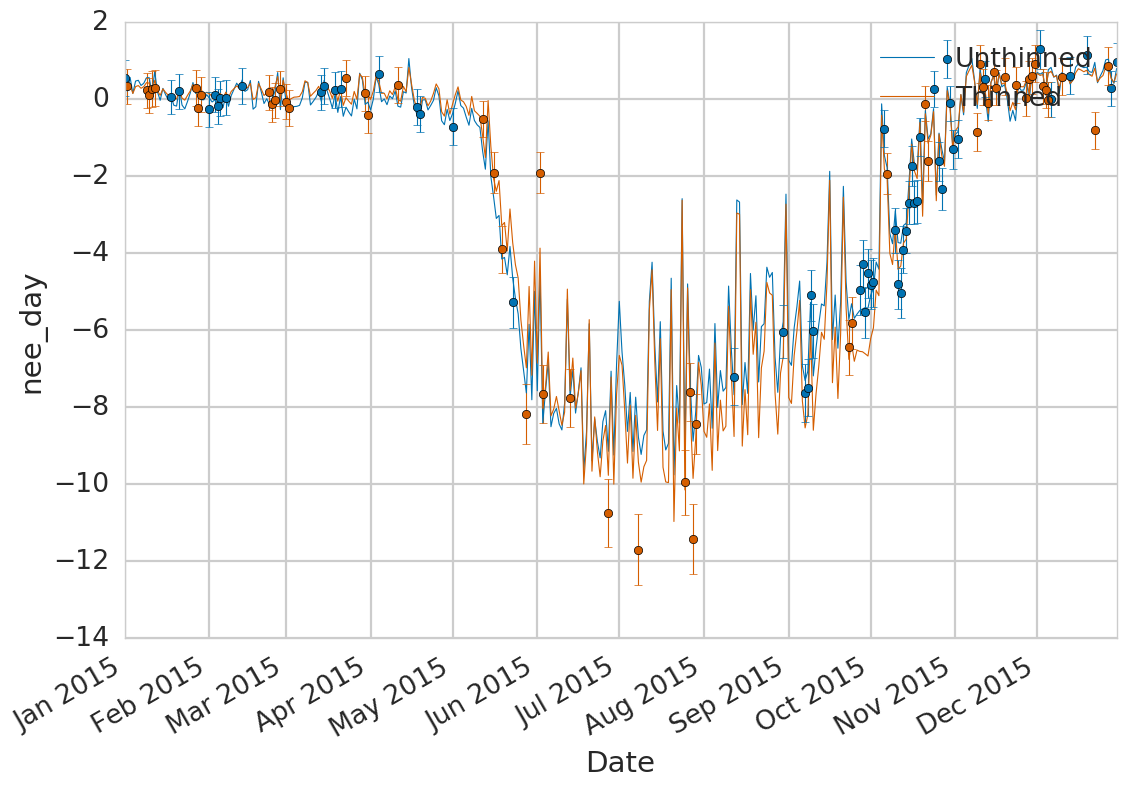 2
0
−2
−4
−6
−8
−10
−12
−14
nee_day
Unthinned
Thinned
Jan 2015
Feb 2015
Mar 2015
Apr 2015
May 2015
Jun 2015
Jul 2015
Aug 2015
Sep 2015
Oct 2015
Nov 2015
Dec 2015
Date